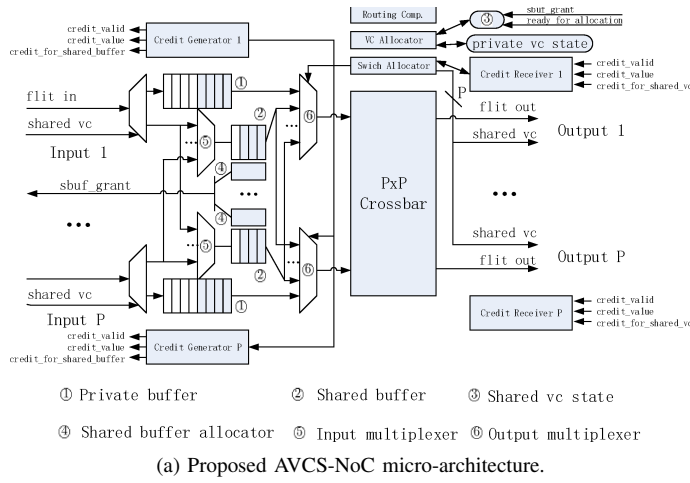 Routing Comp.
VC Allocator
Swich Allocator
③
sbuf_grant
ready for allocation
private vc state
credit_valid
credit_value
credit_for_shared_buffer
Credit Generator 1
Credit Receiver 1
credit_valid
credit_value
credit_for_shared_vc
P
flit in
shared vc
Input 1
①
②
...
⑤
...
⑥
④
sbuf_grant
...
...
④
...
⑤
②
...
⑥
①
PxP
Crossbar
flit out
shared vc
Output 1
...
shared vc
flit out
Output P
shared vc
Input P
credit_valid
credit_value
credit_for_shared_buffer
Credit Generator P
Credit Receiver P
credit_valid
credit_value
credit_for_shared_vc
① Private buffer
② Shared buffer
③ Shared vc state
④ Shared buffer allocator
⑤ Input multiplexer
⑥ Output multiplexer
(a) Proposed AVCS-NoC micro-architecture.